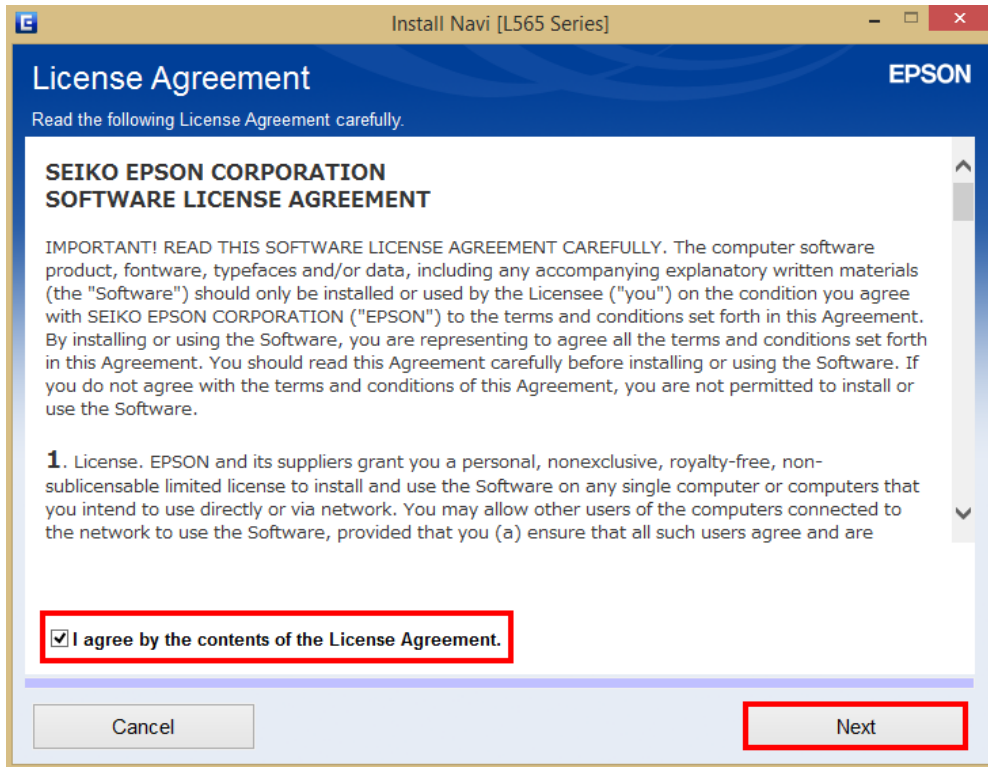 Install Navi [L565 Series]
License Agreement
EPSON
Read the following License Agreement carefully.
SEIKO EPSON CORPORATION
SOFTWARE LICENSE AGREEMENT
IMPORTANT! READ THIS SOFTWARE LICENSE AGREEMENT CAREFULLY. The computer software
product, fontware, typefaces and/or data, including any accompanying explanatory written materials
(the "Software") should only be installed or used by the Licensee ("you") on the condition you agree
with SEIKO EPSON CORPORATION ("EPSON") to the terms and conditions set forth in this Agreement.
By installing or using the Software, you are representing to agree all the terms and conditions set forth
in this Agreement. You should read this Agreement carefully before installing or using the Software. If
you do not agree with the terms and conditions of this Agreement, you are not permitted to install or
use the Software.
1. License. EPSON and its suppliers grant you a personal, nonexclusive, royalty-free, non-
sublicensable limited license to install and use the Software on any single computer or computers that
you intend to use directly or via network. You may allow other users of the computers connected to
the network to use the Software, provided that you (a) ensure that all such users agree and are
I agree by the contents of the License Agreement.
Cancel
Next